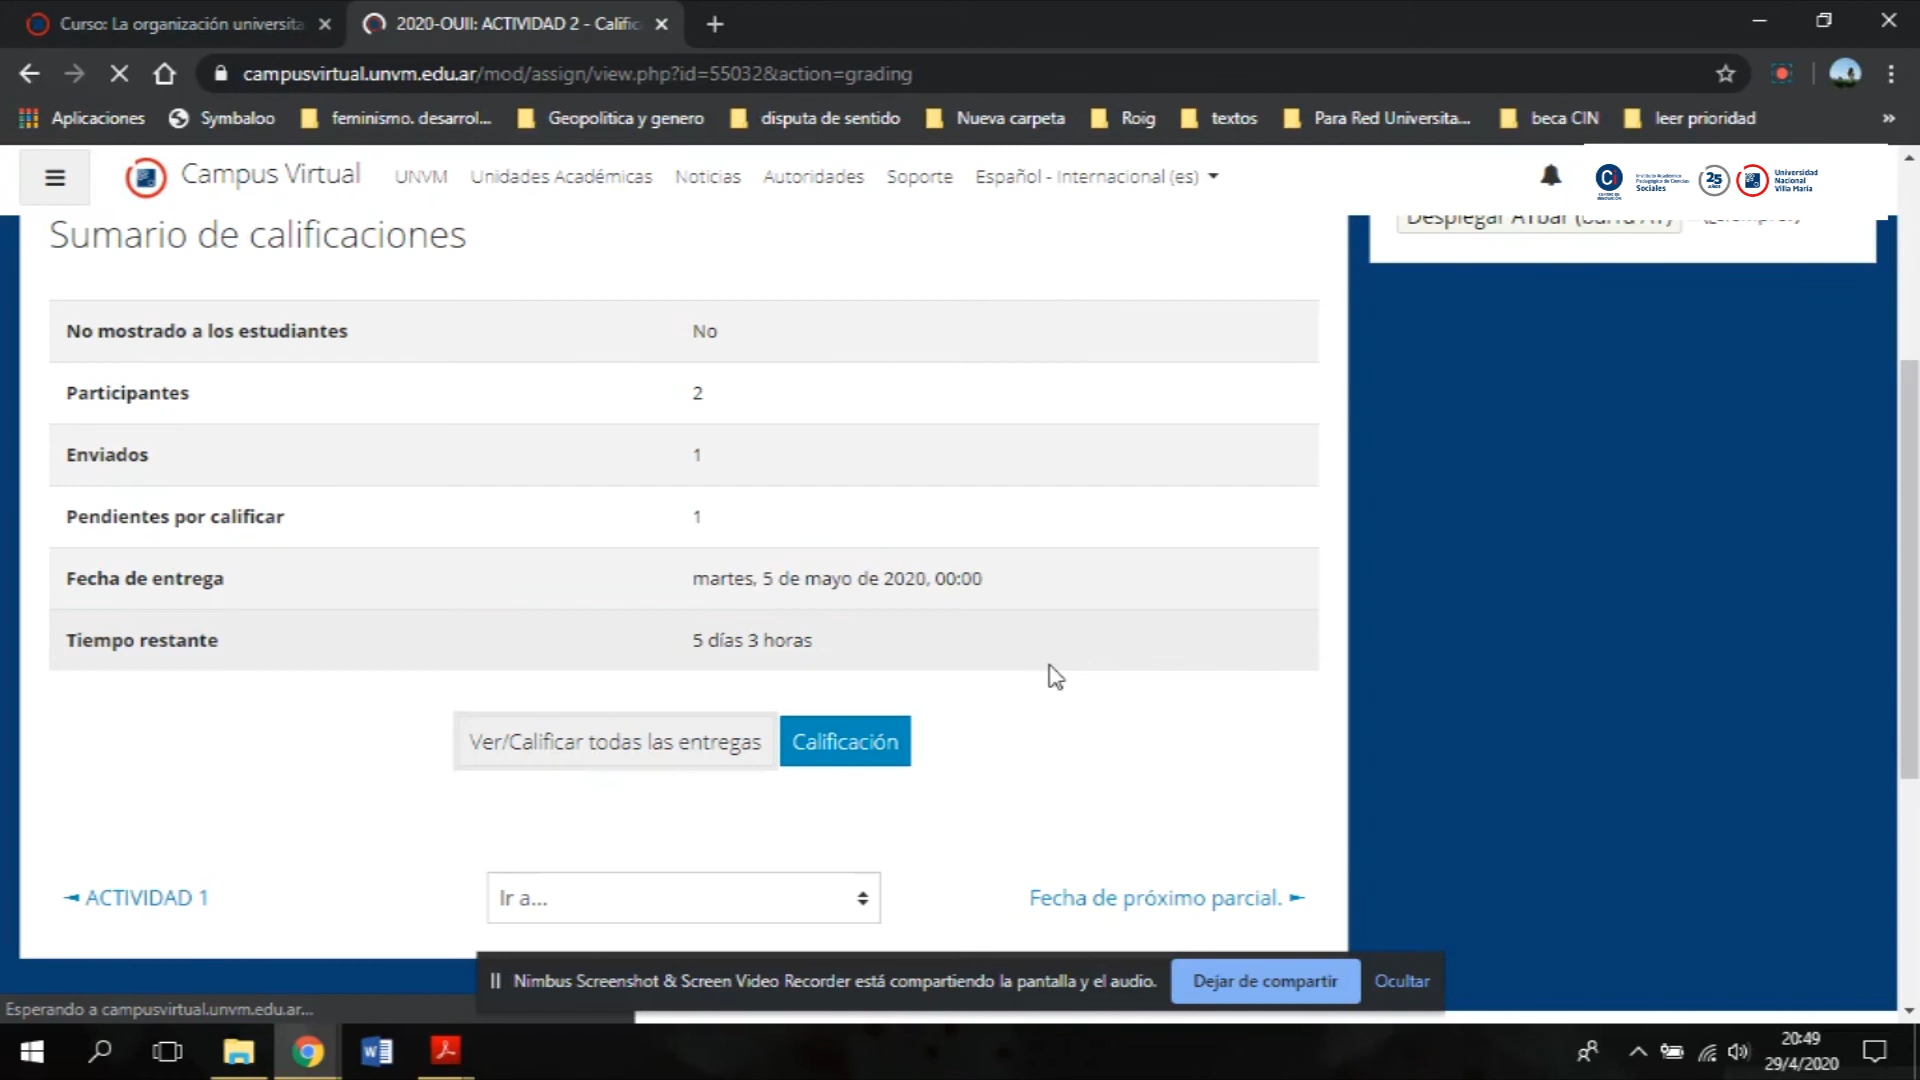 Curso: La organización universita
2020-OUII: ACTIVIDAD 2 - Calific
campusvirtual.unvm.edu.ar/mod/assign/view.php?id=55032&action=grading
Aplicaciones
Symbaloo
feminismo. desarrol...
Geopolitica y genero
disputa de sentido
Nueva carpeta
Roig
textos
Para Red Universita...
beca CIN
leer prioridad
»
Campus Virtual
UNVM
Unidades Académicas
Noticias
Autoridades
Soporte
Español - Internacional (es)
Ci
Sociales
25
AÑOS
Universidad
Nacional
Villa María
Sumario de calificaciones
No mostrado a los estudiantes No
Participantes 2
Enviados 1
Pendientes por calificar 1
Fecha de entrega martes, 5 de mayo de 2020, 00:00
Tiempo restante 5 días 3 horas
Ver/Calificar todas las entregas
Calificación
◄ ACTIVIDAD 1
Ir a...
Fecha de próximo parcial. ►
Nimbus Screenshot & Screen Video Recorder está compartiendo la pantalla y el audio.
Dejar de compartir
Ocultar
Esperando a campusvirtual.unvm.edu.ar...
20:49
29/4/2020